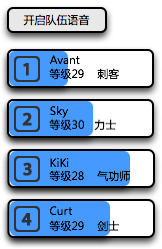 开启队伍语音
1 Avant
等级29 刺客
2 Sky
等级30 力士
3 KiKi
等级28 气功师
4 Curt
等级29 剑士